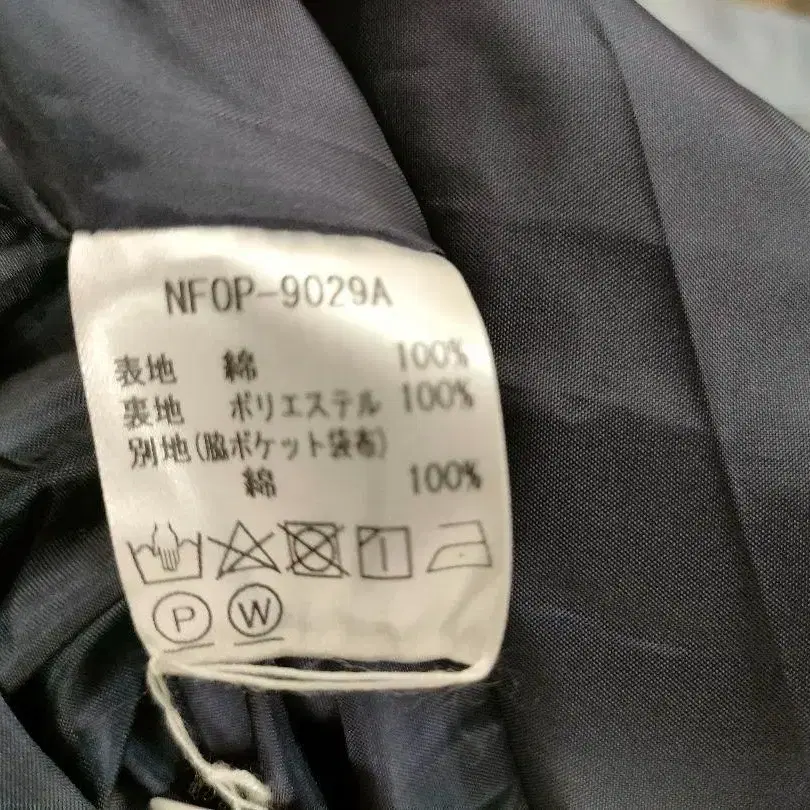 NFOP-9029A
表地 綿 100%
裏地 ポリエステル 100%
別地(脇ポケット袋布)
綿 100%
P W